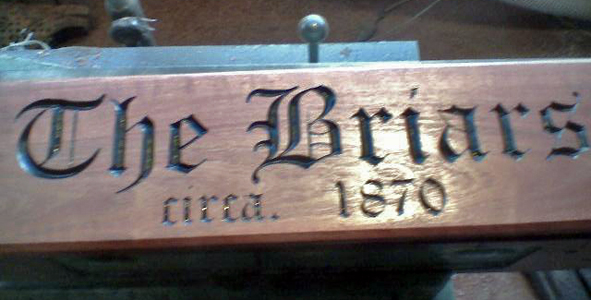 The Briars
circa. 1870